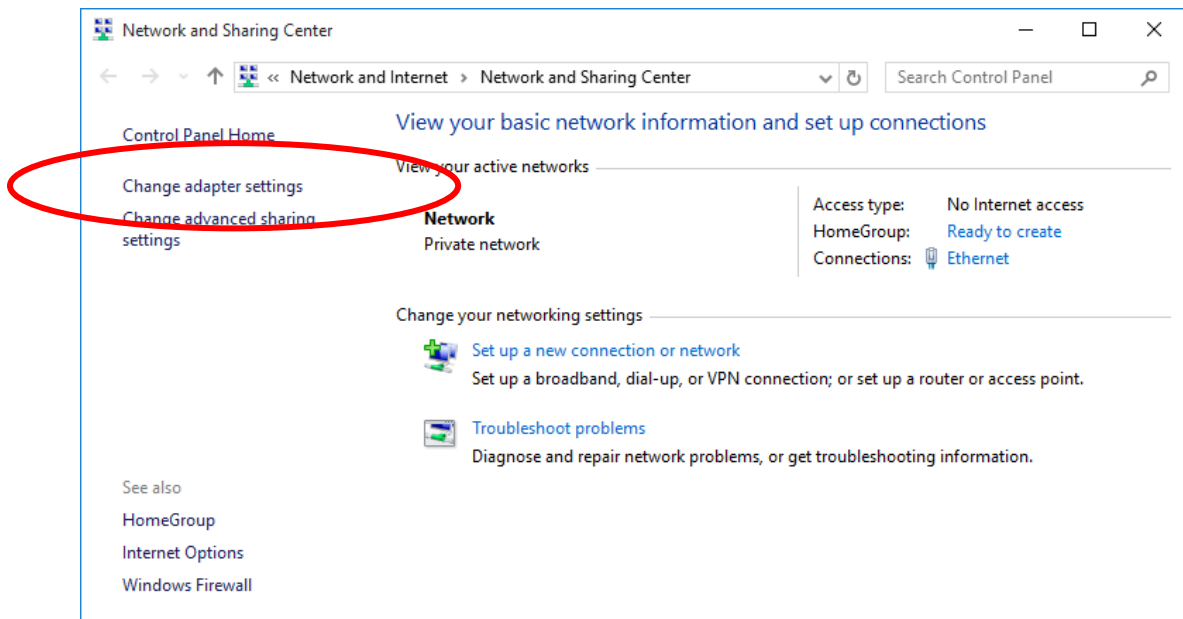 Network and Sharing Center
« Network and Internet > Network and Sharing Center
Search Control Panel
Control Panel Home
Change adapter settings
Change advanced sharing
settings
View your basic network information and set up connections
View your active networks
Network
Private network
Access type: No Internet access
HomeGroup: Ready to create
Connections: Ethernet
Change your networking settings
Set up a new connection or network
Set up a broadband, dial-up, or VPN connection; or set up a router or access point.
Troubleshoot problems
Diagnose and repair network problems, or get troubleshooting information.
See also
HomeGroup
Internet Options
Windows Firewall